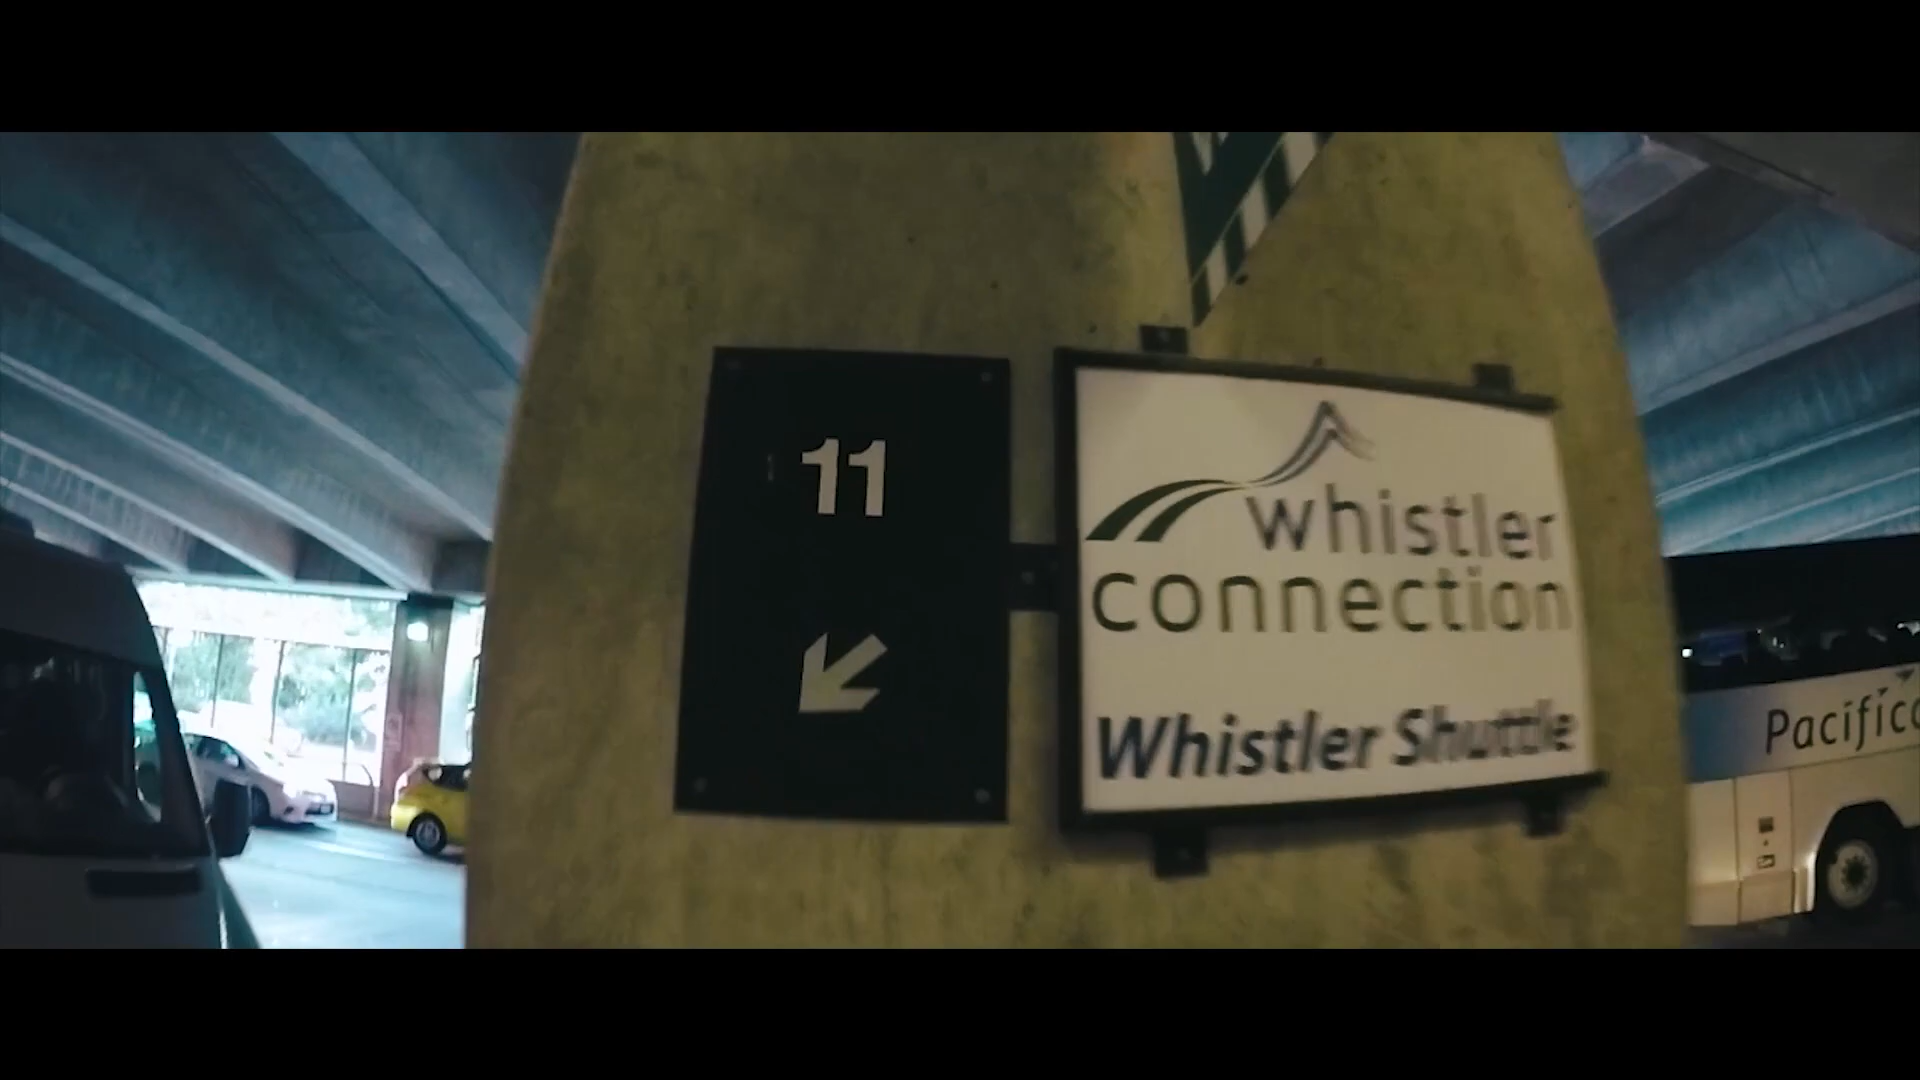 11
whistler
connection
Whistler Shuttle
Pacific